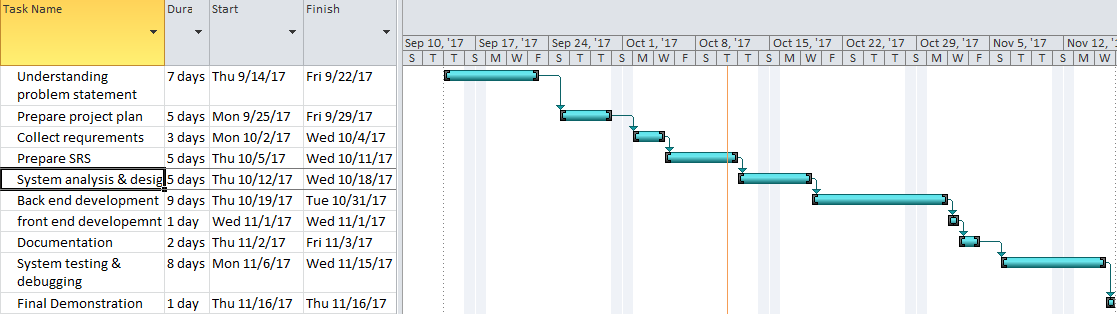 Task Name Dura Start Finish
Sep 10, '17 Sep 17, '17 Sep 24, '17 Oct 1, '17 Oct 8, '17 Oct 15, '17 Oct 22, '17 Oct 29, '17 Nov 5, '17 Nov 12, '
S T T S M W F S T T S M W F S T T S M W F S T T S M W F S T T S M W
Understanding 7 days Thu 9/14/17 Fri 9/22/17
problem statement
Prepare project plan 5 days Mon 9/25/17 Fri 9/29/17
Collect requrements 3 days Mon 10/2/17 Wed 10/4/17
Prepare SRS 5 days Thu 10/5/17 Wed 10/11/17
System analysis & desig 5 days Thu 10/12/17 Wed 10/18/17
Back end development 9 days Thu 10/19/17 Tue 10/31/17
front end developemnt 1 day Wed 11/1/17 Wed 11/1/17
Documentation 2 days Thu 11/2/17 Fri 11/3/17
System testing & 8 days Mon 11/6/17 Wed 11/15/17
debugging
Final Demonstration 1 day Thu 11/16/17 Thu 11/16/17